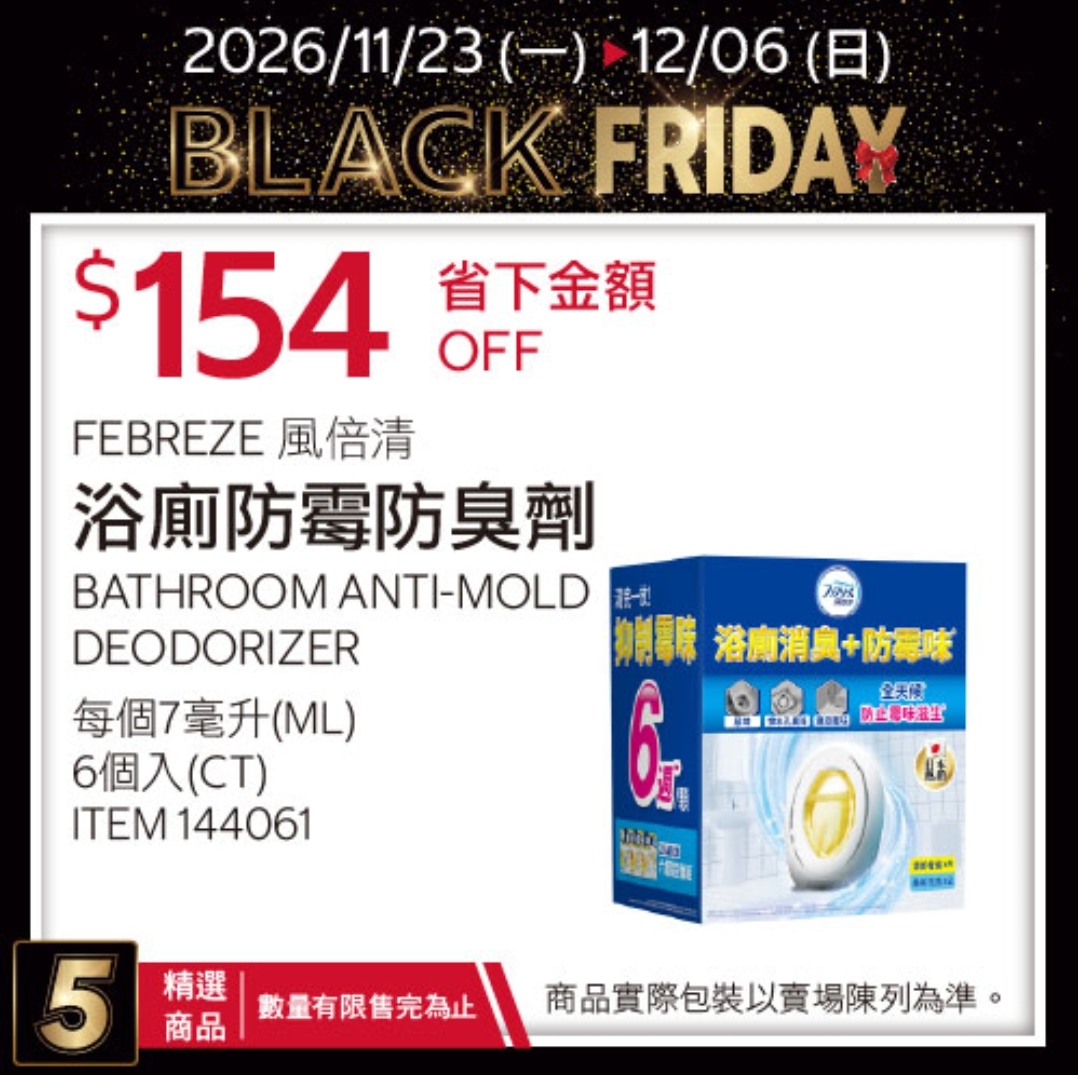 2026/11/23 (一) ▶ 12/06 (日)
BLACK FRIDAY
$154
省下金額
OFF
FEBREZE 風倍清
浴廁防霉防臭劑
BATHROOM ANTI-MOLD
DEODORIZER
每個7毫升(ML)
6個入(CT)
ITEM 144061
抑制霉味
6週
浴廁消臭+防霉味
全天候
防止霉味滋生
日本
5
精選
商品
數量有限售完為止
商品實際包裝以賣場陳列為準。